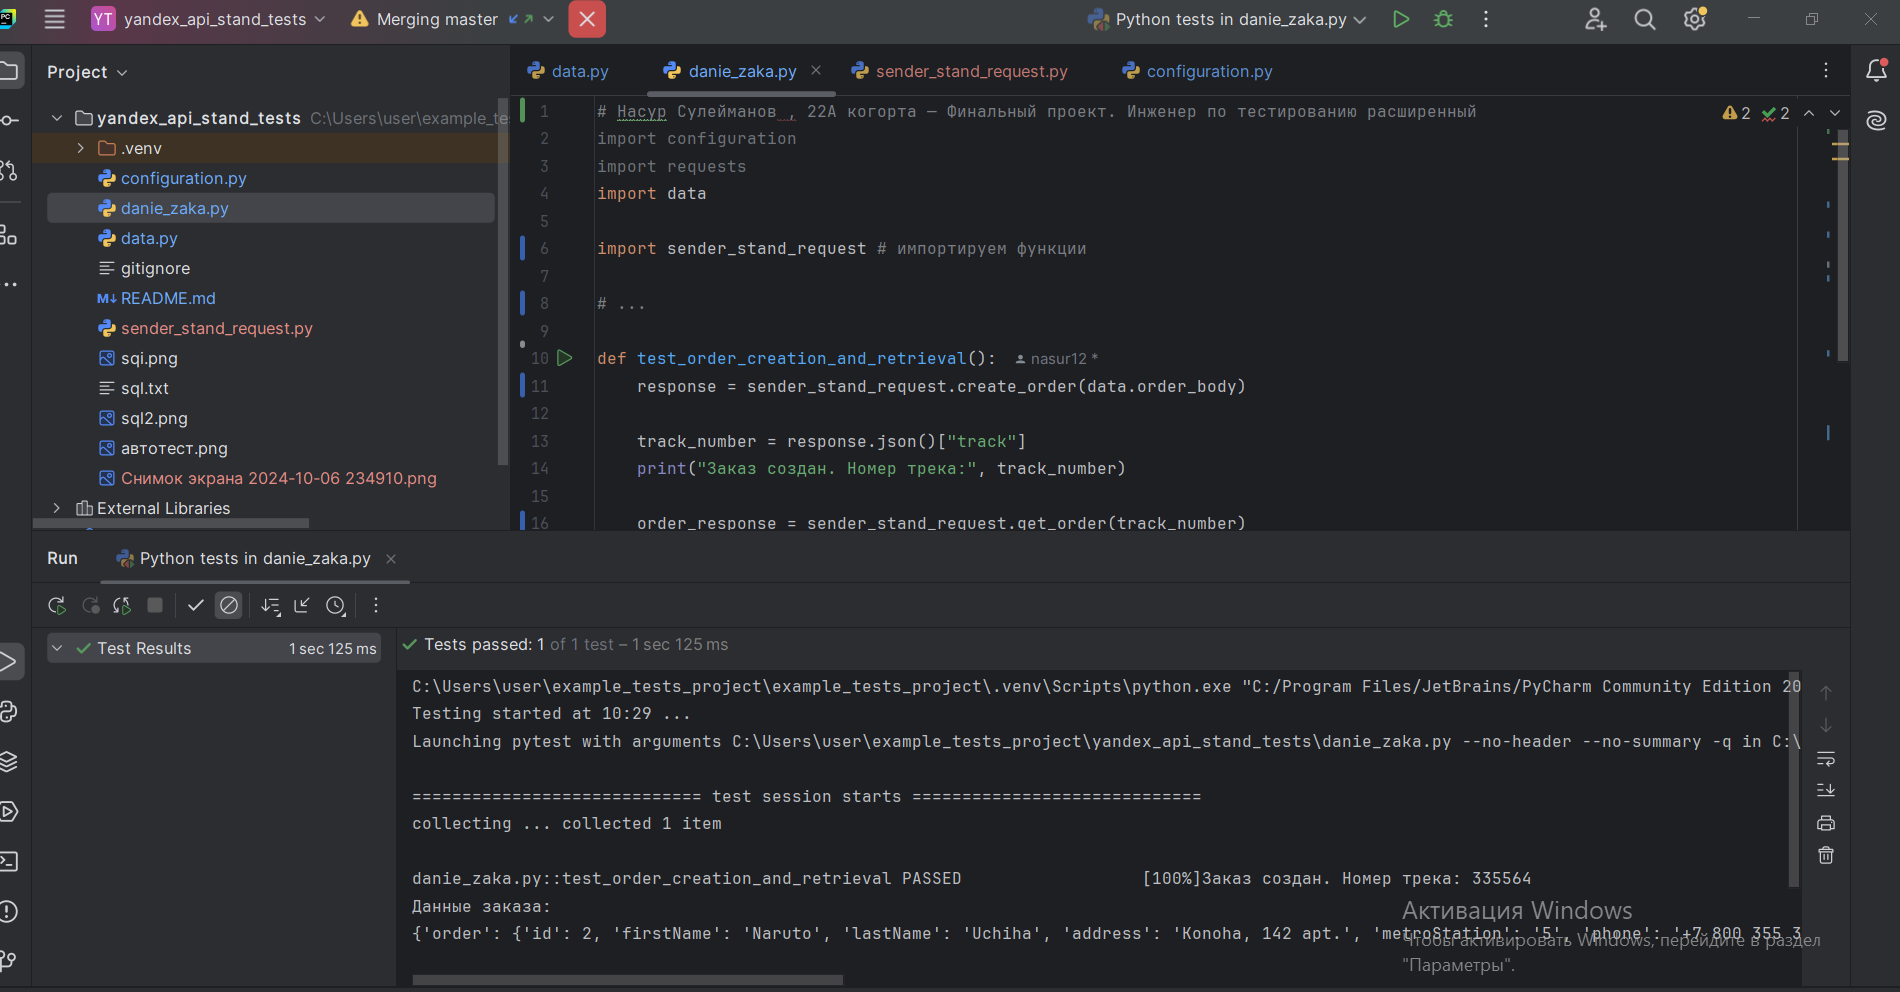 YT yandex_api_stand_tests Merging master Python tests in danie_zaka.py
Project
data.py danie_zaka.py sender_stand_request.py configuration.py
yandex_api_stand_tests C:\Users\user\example_te
.venv
configuration.py
danie_zaka.py
data.py
gitignore
M↓ README.md
sender_stand_request.py
sqi.png
sql.txt
sql2.png
автотест.png
Снимок экрана 2024-10-06 234910.png
External Libraries
1 # Насур Сулейманов , 22А когорта — Финальный проект. Инженер по тестированию расширенный 2 2
2 import configuration
3 import requests
4 import data
5
6 import sender_stand_request # импортируем функции
7
8 # ...
9
10 def test_order_creation_and_retrieval(): nasur12 *
11 response = sender_stand_request.create_order(data.order_body)
12
13 track_number = response.json()["track"]
14 print("Заказ создан. Номер трека:", track_number)
15
16 order_response = sender_stand_request.get_order(track_number)
Run Python tests in danie_zaka.py
Test Results 1 sec 125 ms
Tests passed: 1 of 1 test – 1 sec 125 ms
C:\Users\user\example_tests_project\example_tests_project\.venv\Scripts\python.exe "C:/Program Files/JetBrains/PyCharm Community Edition 20
Testing started at 10:29 ...
Launching pytest with arguments C:\Users\user\example_tests_project\yandex_api_stand_tests\danie_zaka.py --no-header --no-summary -q in C:\
============================= test session starts =============================
collecting ... collected 1 item
danie_zaka.py::test_order_creation_and_retrieval PASSED [100%]Заказ создан. Номер трека: 335564
Данные заказа:
{'order': {'id': 2, 'firstName': 'Naruto', 'lastName': 'Uchiha', 'address': 'Konoha, 142 apt.', 'metroStation': '5', 'phone': '+7 800 355 3
Активация Windows
Чтобы активировать Windows, перейдите в раздел
"Параметры".